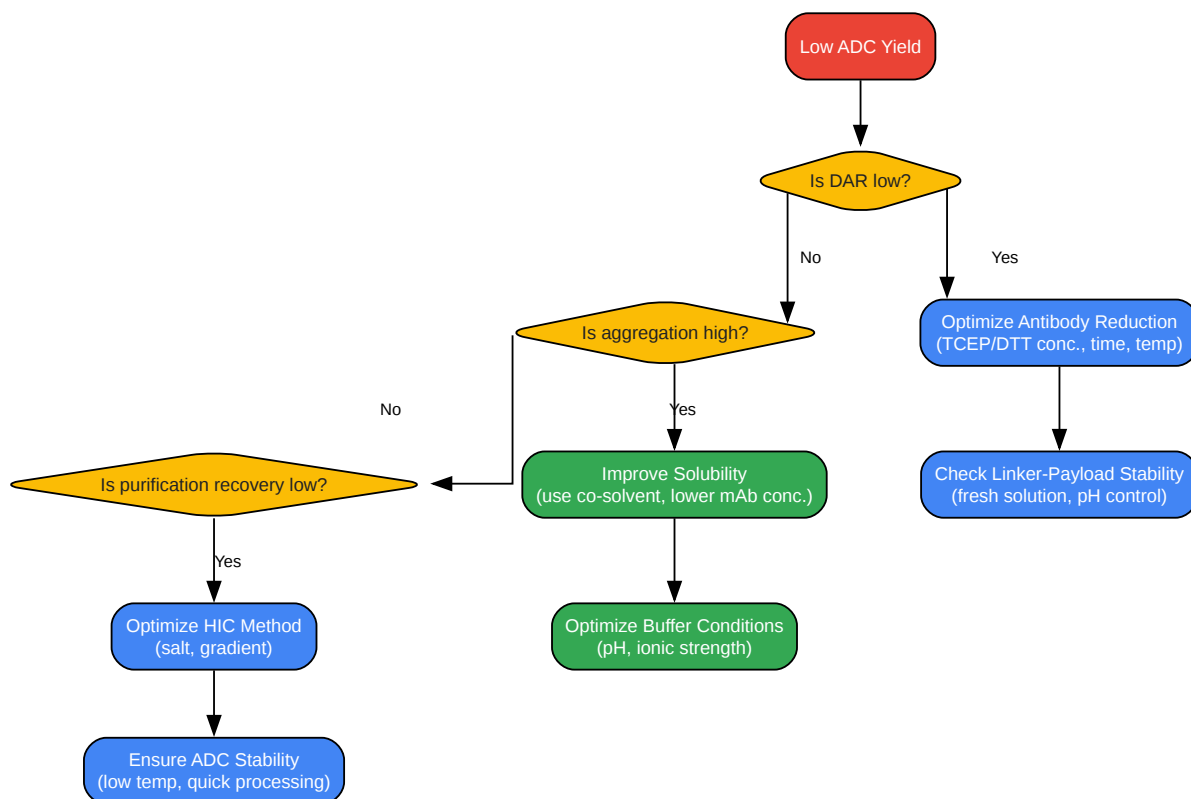 Low ADC Yield
Is DAR low?
No
Yes
Optimize Antibody Reduction
(TCEP/DTT conc., time, temp)
Is aggregation high?
No
Yes
Check Linker-Payload Stability
(fresh solution, pH control)
Improve Solubility
(use co-solvent, lower mAb conc.)
Is purification recovery low?
Yes
Optimize HIC Method
(salt, gradient)
Optimize Buffer Conditions
(pH, ionic strength)
Ensure ADC Stability
(low temp, quick processing)